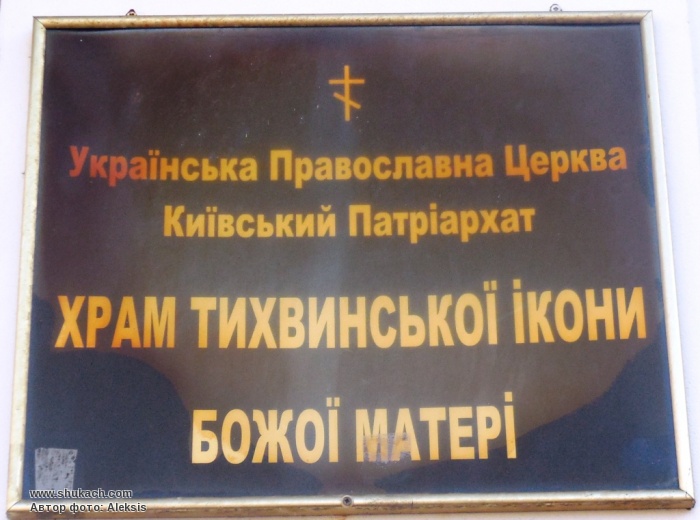 Українська Православна Церква
Київський Патріархат
ХРАМ ТИХВИНСЬКОЇ ІКОНИ
БОЖОЇ МАТЕРІ
www.shukach.com
Автор фото: Aleksis